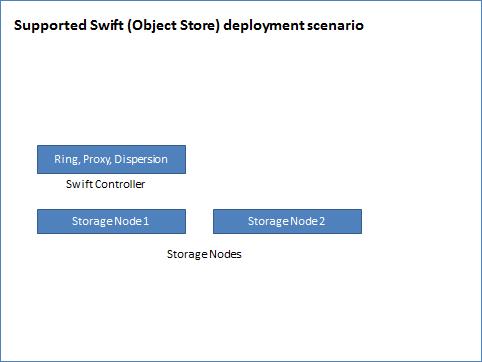 Supported Swift (Object Store) deployment scenario
Ring, Proxy, Dispersion
Swift Controller
Storage Node 1
Storage Node 2
Storage Nodes